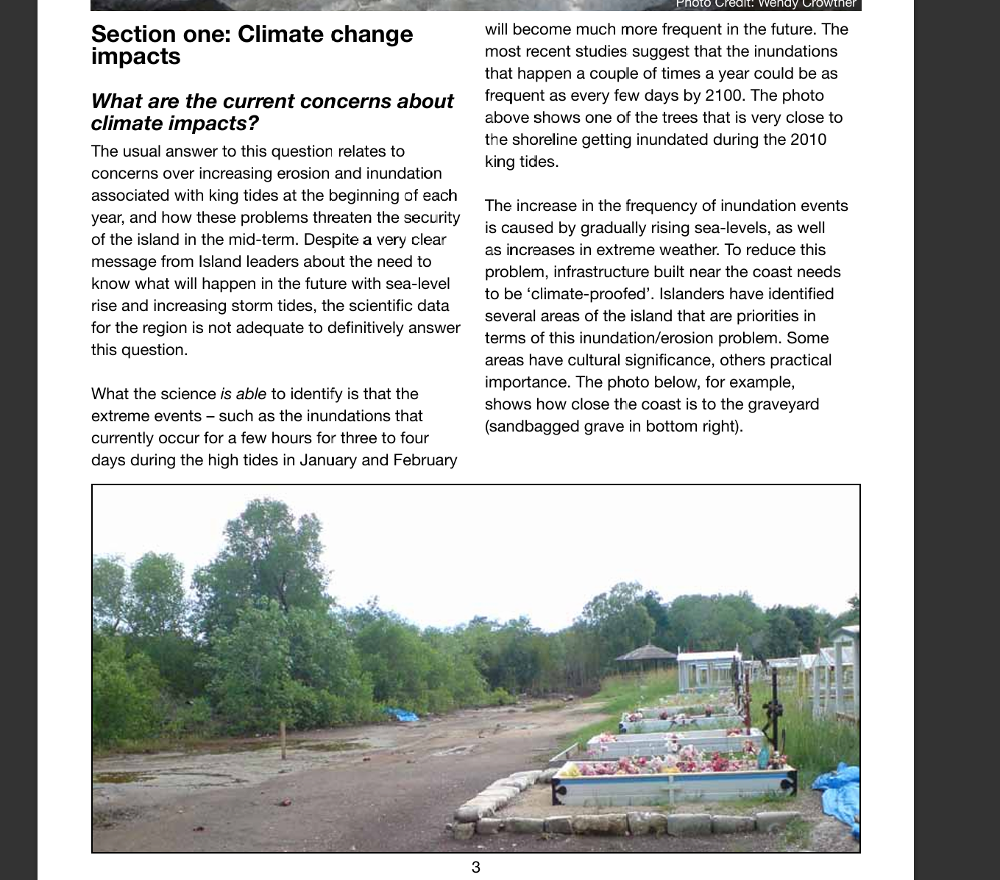 Photo Credit: Wendy Crowther
Section one: Climate change
impacts
What are the current concerns about
climate impacts?
The usual answer to this question relates to
concerns over increasing erosion and inundation
associated with king tides at the beginning of each
year, and how these problems threaten the security
of the island in the mid-term. Despite a very clear
message from Island leaders about the need to
know what will happen in the future with sea-level
rise and increasing storm tides, the scientific data
for the region is not adequate to definitively answer
this question.
What the science is able to identify is that the
extreme events – such as the inundations that
currently occur for a few hours for three to four
days during the high tides in January and February
will become much more frequent in the future. The
most recent studies suggest that the inundations
that happen a couple of times a year could be as
frequent as every few days by 2100. The photo
above shows one of the trees that is very close to
the shoreline getting inundated during the 2010
king tides.
The increase in the frequency of inundation events
is caused by gradually rising sea-levels, as well
as increases in extreme weather. To reduce this
problem, infrastructure built near the coast needs
to be ‘climate-proofed’. Islanders have identified
several areas of the island that are priorities in
terms of this inundation/erosion problem. Some
areas have cultural significance, others practical
importance. The photo below, for example,
shows how close the coast is to the graveyard
(sandbagged grave in bottom right).
3